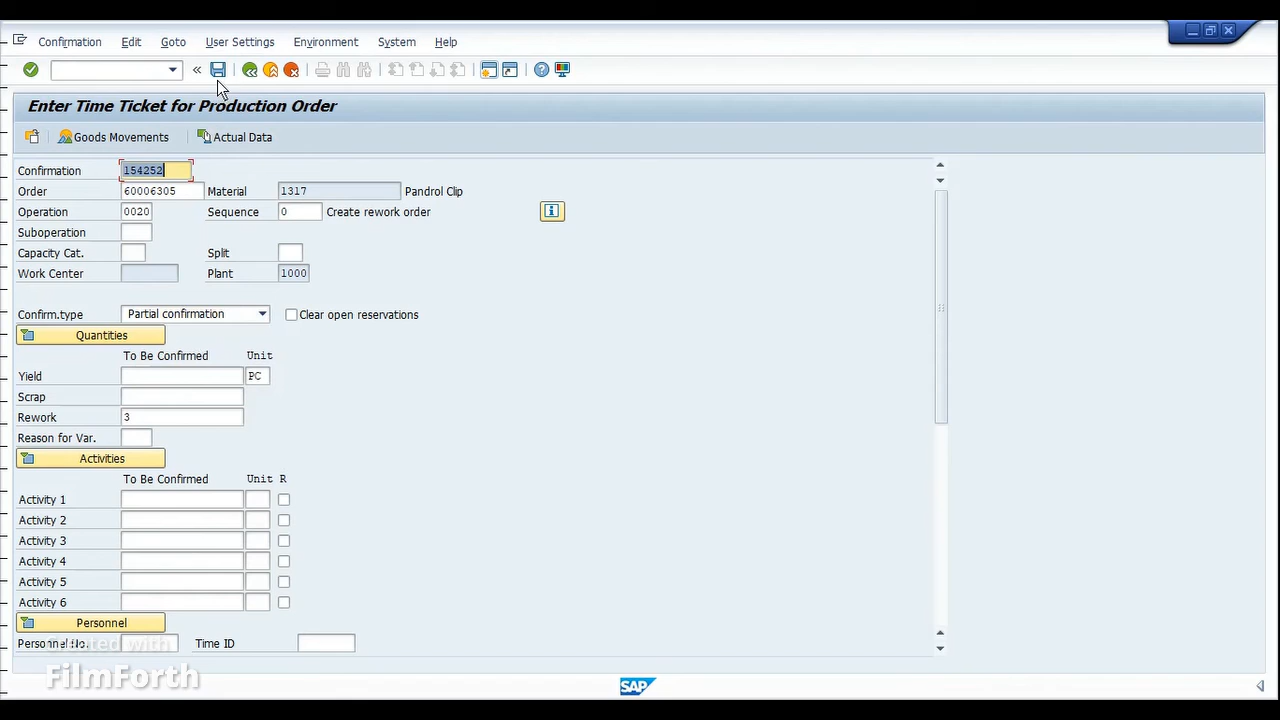 Confirmation Edit Goto User Settings Environment System Help
Enter Time Ticket for Production Order
Goods Movements Actual Data
Confirmation 154252
Order 60006305 Material 1317 Pandrol Clip
Operation 0020 Sequence 0 Create rework order
Suboperation
Capacity Cat. Split
Work Center Plant 1000
Confirm.type Partial confirmation Clear open reservations
Quantities
To Be Confirmed Unit
Yield PC
Scrap
Rework 3
Reason for Var.
Activities
To Be Confirmed Unit R
Activity 1
Activity 2
Activity 3
Activity 4
Activity 5
Activity 6
Personnel
Personnel No. Time ID
Created with
FilmForth
SAP